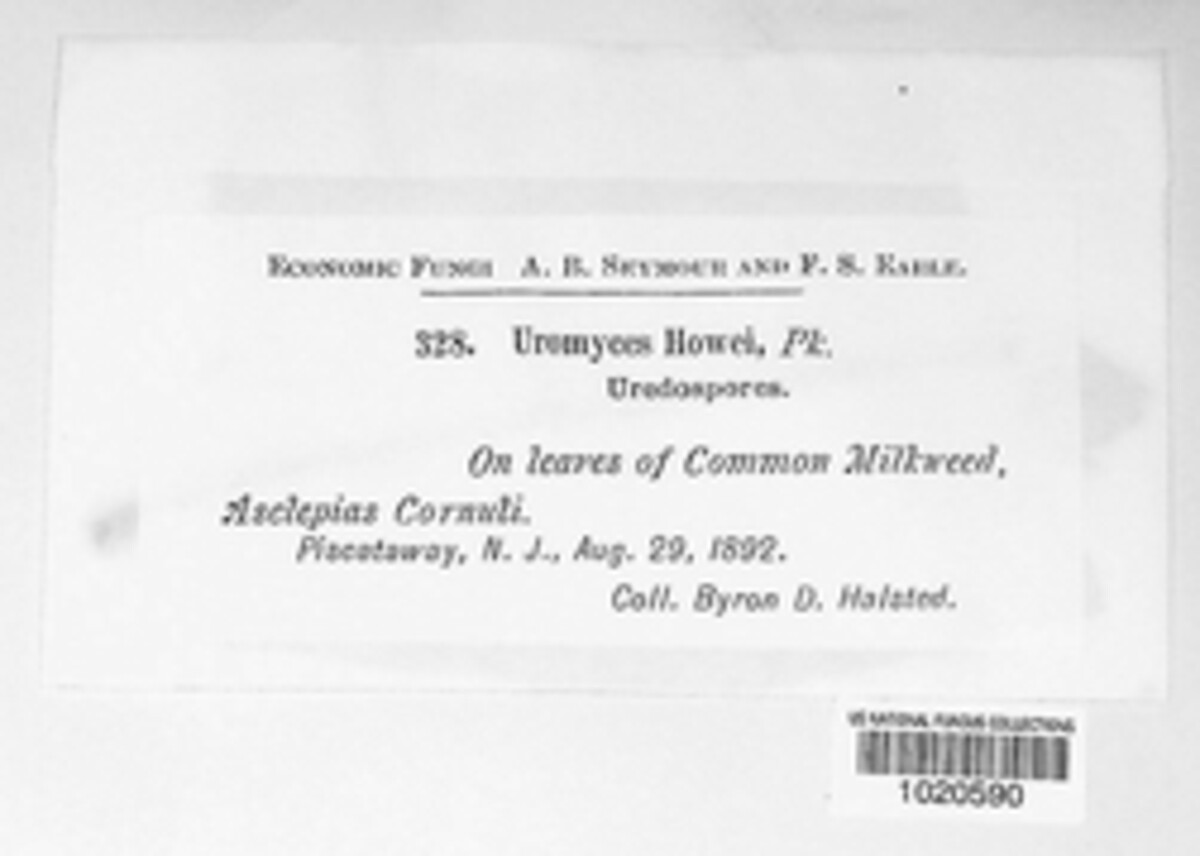 ECONOMIC FUNGI A. B. SEYMOUR AND F. S. EARLE.
328. Uromyces Howei, Pk.
Uredospores.
On leaves of Common Milkweed,
Asclepias Cornuti.
Piscataway, N. J., Aug. 29, 1892.
Coll. Byron D. Halsted.
US NATIONAL FUNGUS COLLECTIONS
1020590